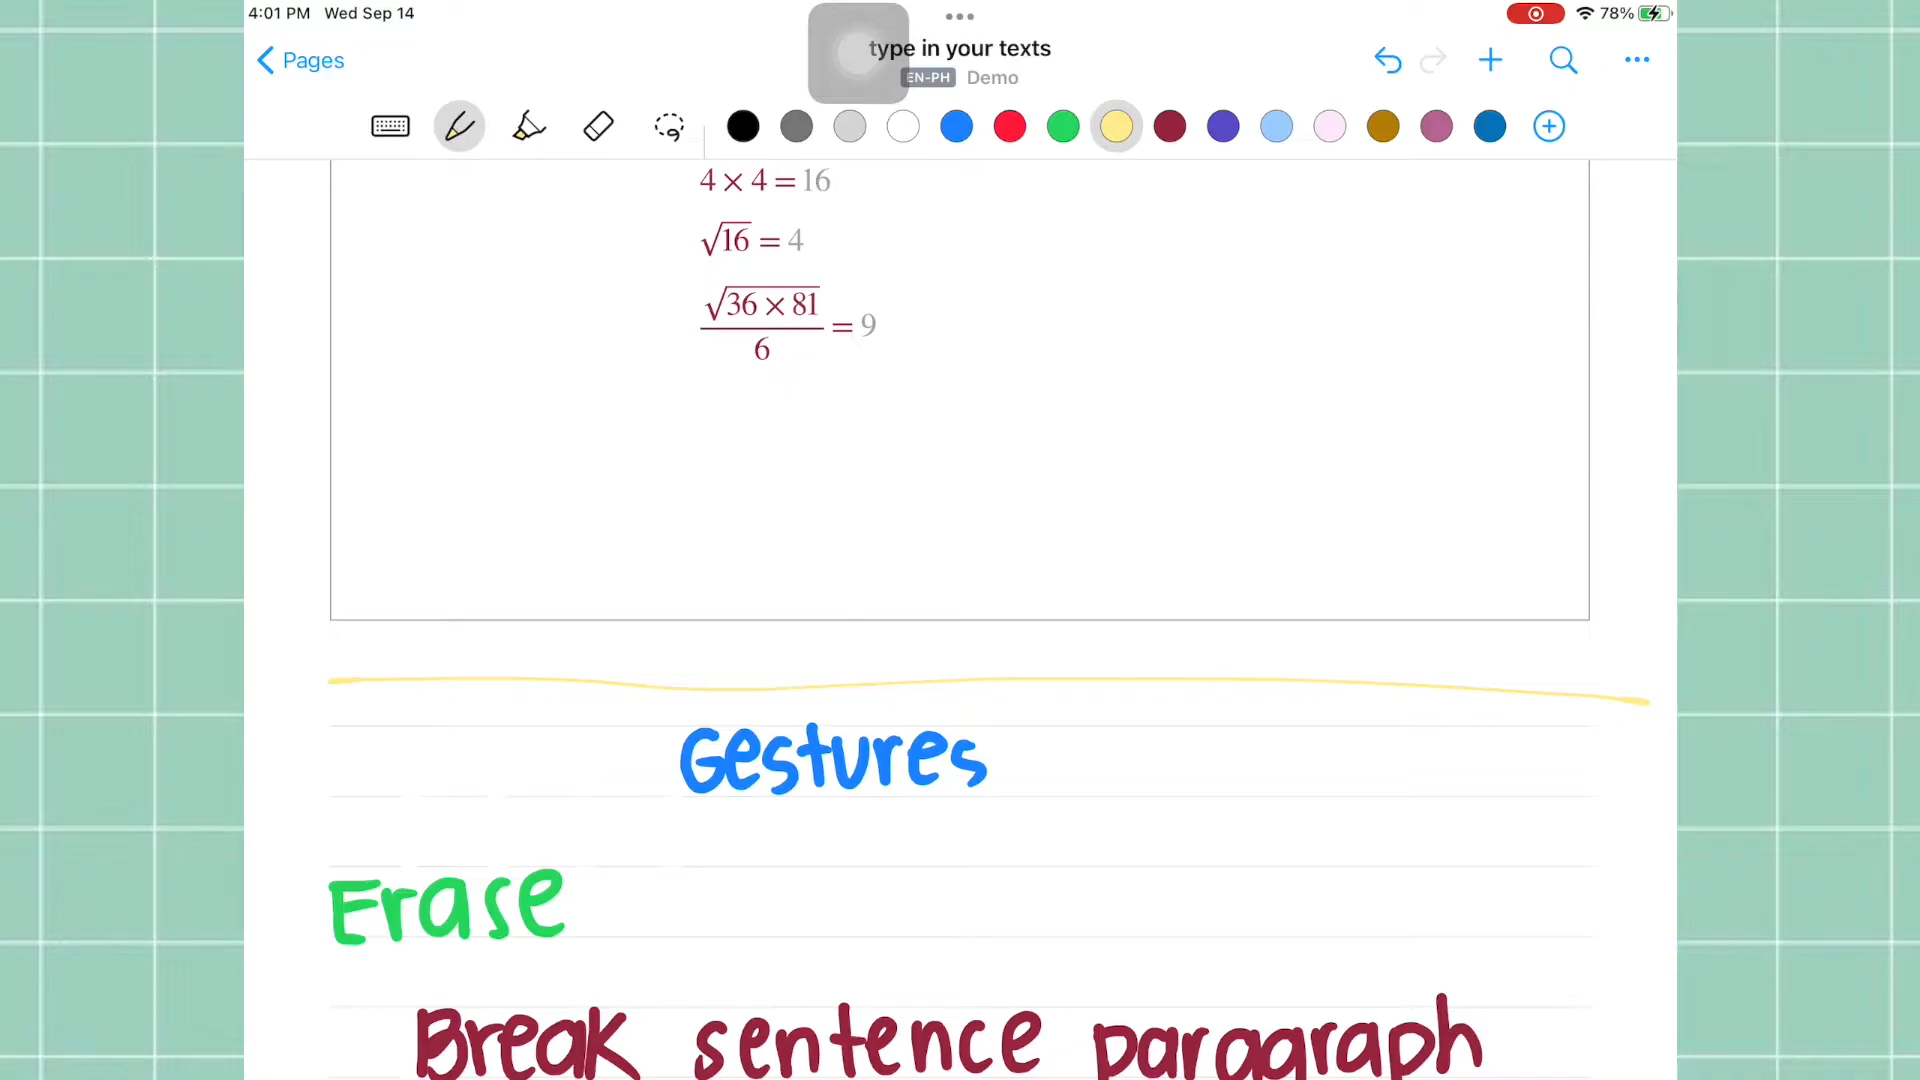 4:01 PM Wed Sep 14
78%
type in your texts
Pages
EN-PH Demo
4 × 4 = 16
√16 = 4
√36 × 81
= 9
6
Gestures
Erase
Break sentence paragraph